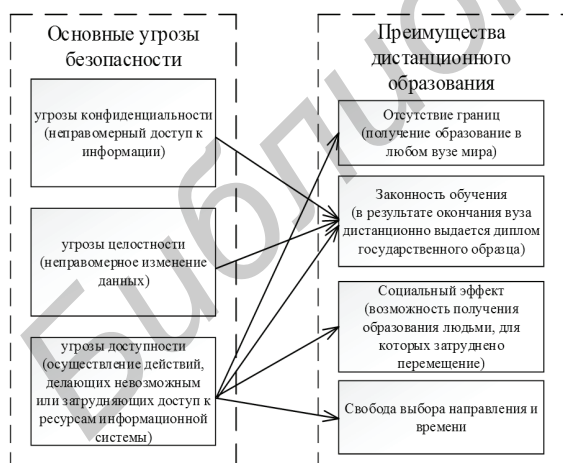 Основные угрозы
безопасности
угрозы конфиденциальности
(неправомерный доступ к
информации)
угрозы целостности
(неправомерное изменение
данных)
угрозы доступности
(осуществление действий,
делающих невозможным
или затрудняющих доступ к
ресурсам информационной
системы)
Преимущества
дистанционного
образования
Отсутствие границ
(получение образование в
любом вузе мира)
Законность обучения
(в результате окончания вуза
дистанционно выдается диплом
государственного образца)
Социальный эффект
(возможность получения
образования людьми, для
которых затруднено
перемещение)
Свобода выбора направления и
времени